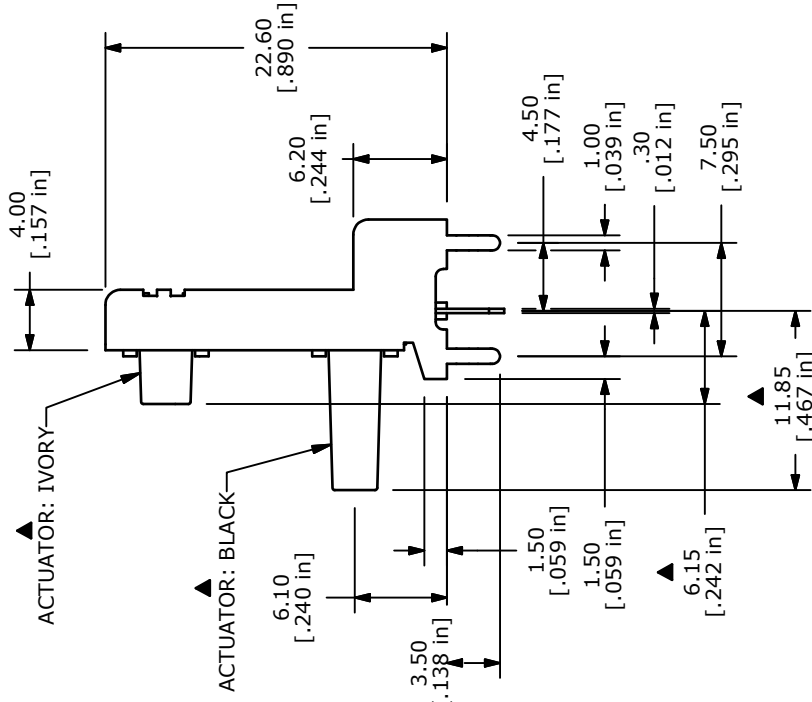 22.60
[.890 in]
4.00
[.157 in]
6.20
[.244 in]
4.50
[.177 in]
1.00
[.039 in]
.30
[.012 in]
7.50
[.295 in]
▲
ACTUATOR: IVORY
▲
ACTUATOR: BLACK
6.10
[.240 in]
3.50
[.138 in]
1.50
[.059 in]
1.50
[.059 in]
▲
6.15
[.242 in]
▲
11.85
[.467 in]